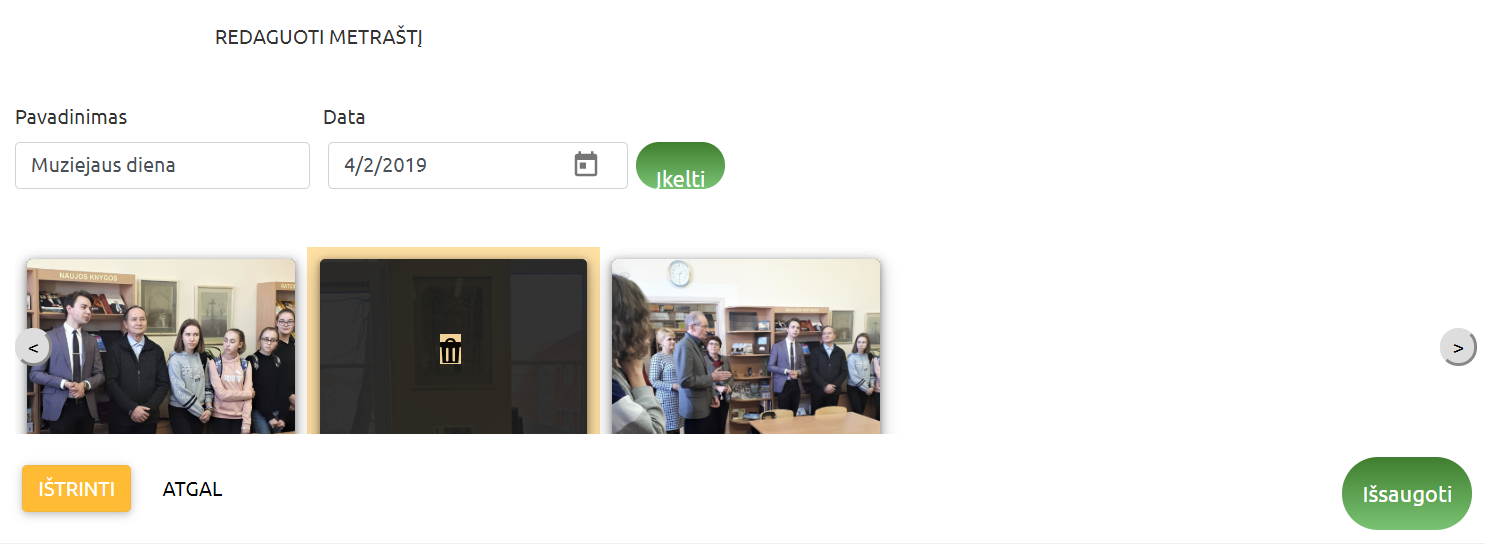 REDAGUOTI METRAŠTĮ
Pavadinimas
Data
Muziejaus diena
4/2/2019
Įkelti
NAUJOS KNYGOS
<
>
IŠTRINTI
ATGAL
Išsaugoti